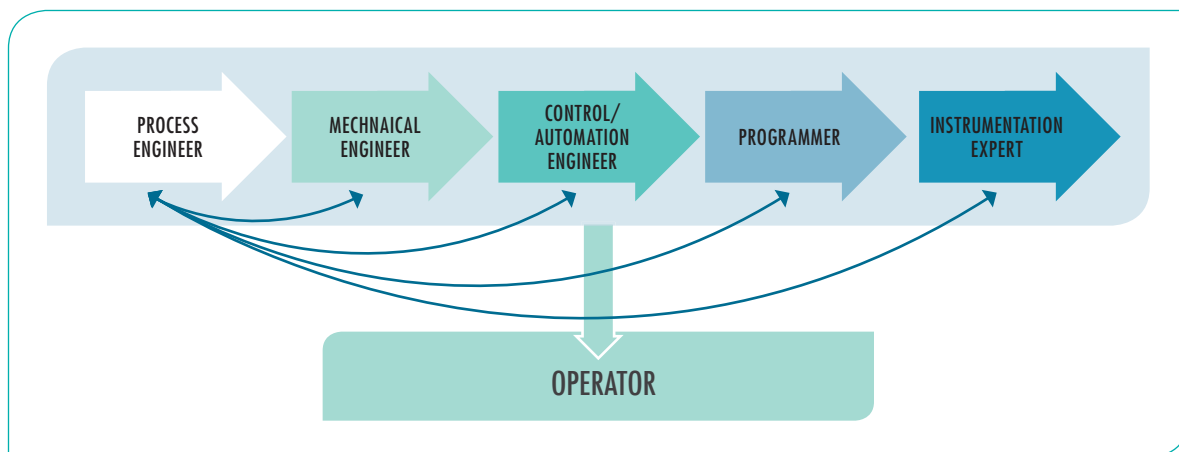 PROCESS
ENGINEER
MECHNAICAL
ENGINEER
CONTROL/
AUTOMATION
ENGINEER
PROGRAMMER
INSTRUMENTATION
EXPERT
OPERATOR